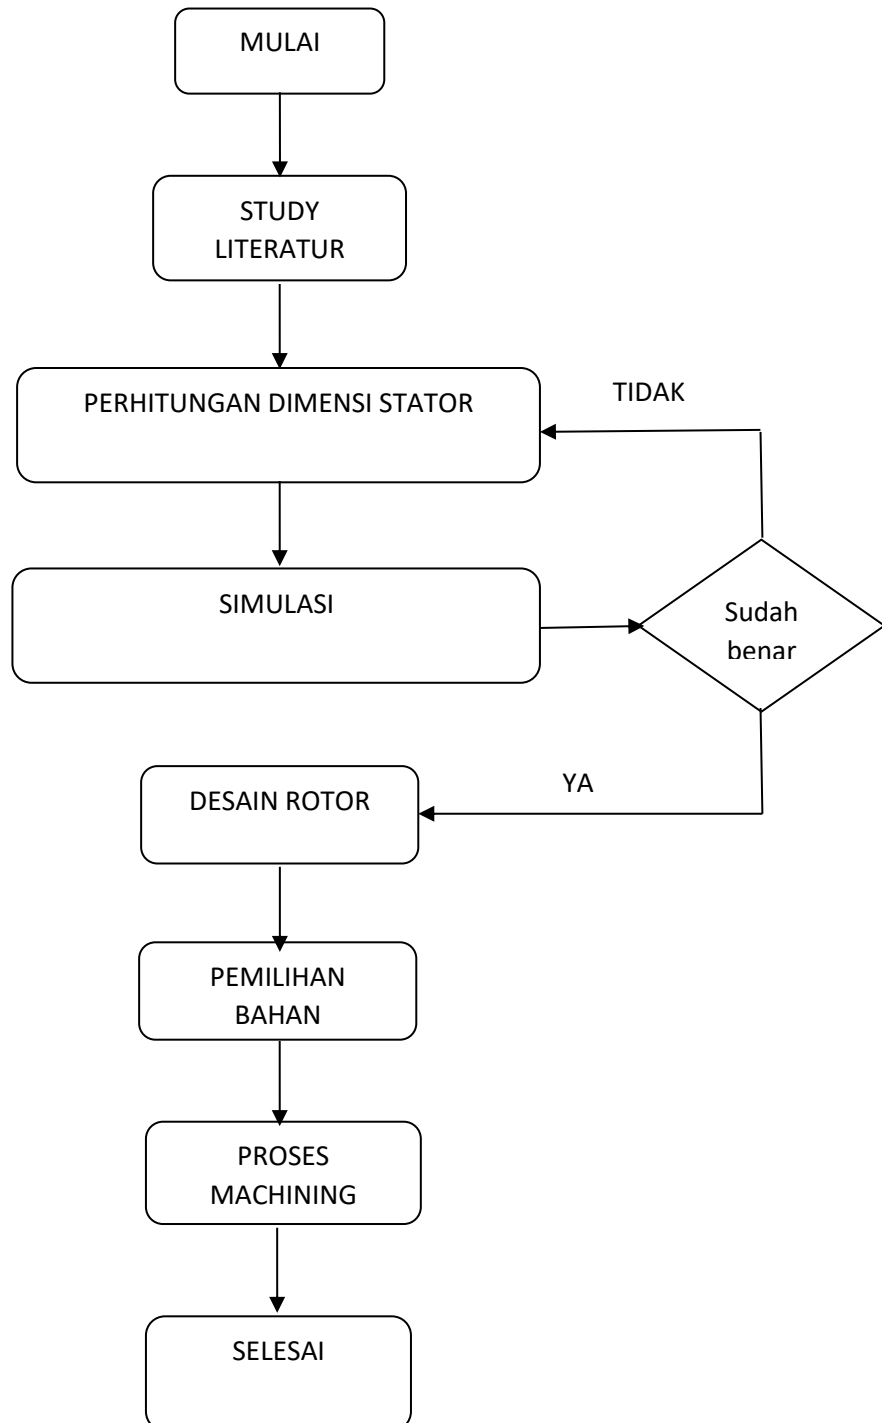 MULAI
STUDY
LITERATUR
PERHITUNGAN DIMENSI STATOR
TIDAK
SIMULASI
Sudah
benar
YA
DESAIN ROTOR
PEMILIHAN
BAHAN
PROSES
MACHINING
SELESAI